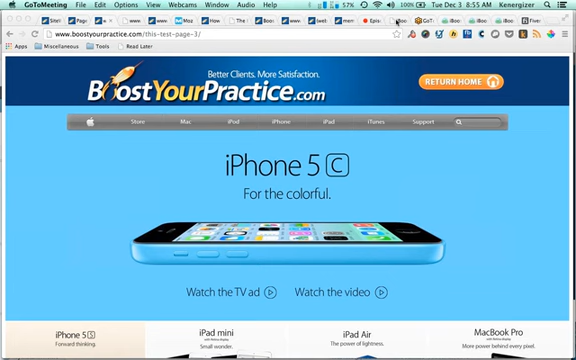 GoToMeeting File Edit Options View Window Help 57% 100% Tue Dec 3 8:55 AM Kenergizer
www.boostyourpractice.com/this-test-page-3/
Apps Miscellaneous Tools Read Later
Better Clients. More Satisfaction.
BoostYourPractice.com
RETURN HOME
Store Mac iPod iPhone iPad iTunes Support
iPhone 5C
For the colorful.
Watch the TV ad Watch the video
iPhone 5S iPad mini iPad Air MacBook Pro
Forward thinking. Small wonder. The power of lightness. More power behind every pixel.